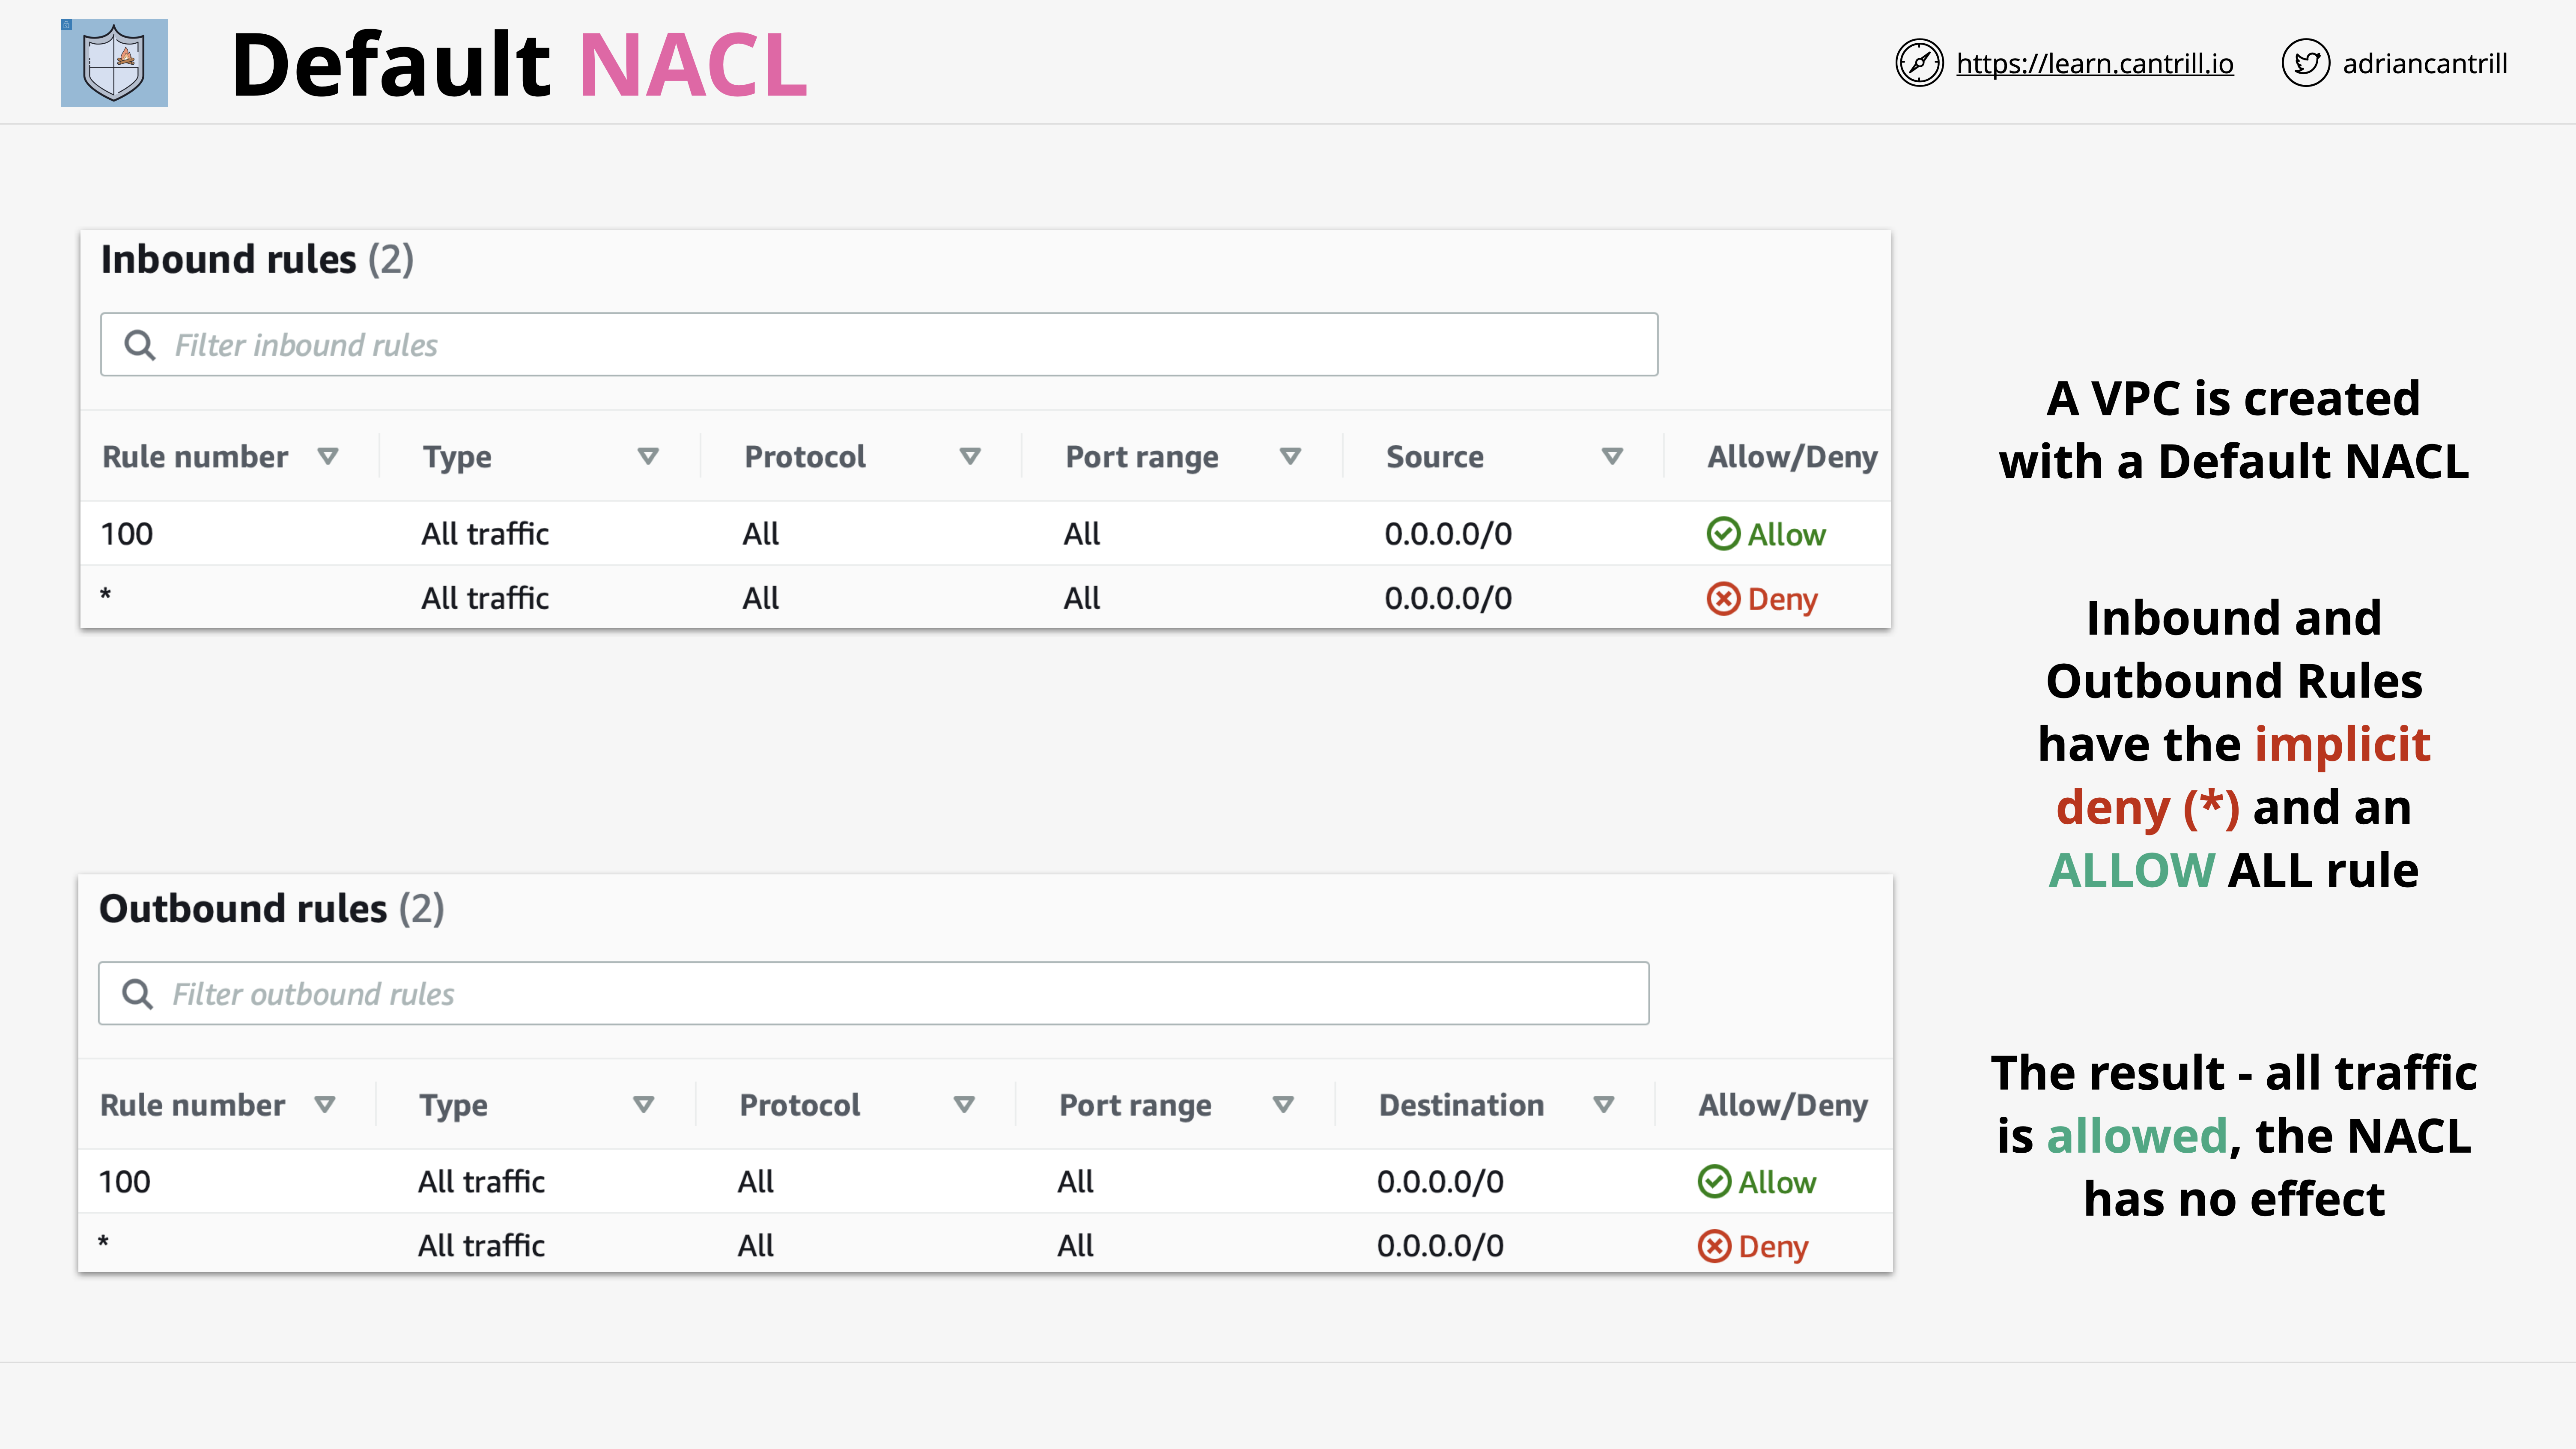 Default NACL
https://learn.cantrill.io
adriancantrill
Inbound rules (2)
Filter inbound rules
Rule number Type Protocol Port range Source Allow/Deny
100 All traffic All All 0.0.0.0/0 Allow
* All traffic All All 0.0.0.0/0 Deny
Outbound rules (2)
Filter outbound rules
Rule number Type Protocol Port range Destination Allow/Deny
100 All traffic All All 0.0.0.0/0 Allow
* All traffic All All 0.0.0.0/0 Deny
A VPC is created
with a Default NACL
Inbound and
Outbound Rules
have the implicit
deny (*) and an
ALLOW ALL rule
The result - all traffic
is allowed, the NACL
has no effect